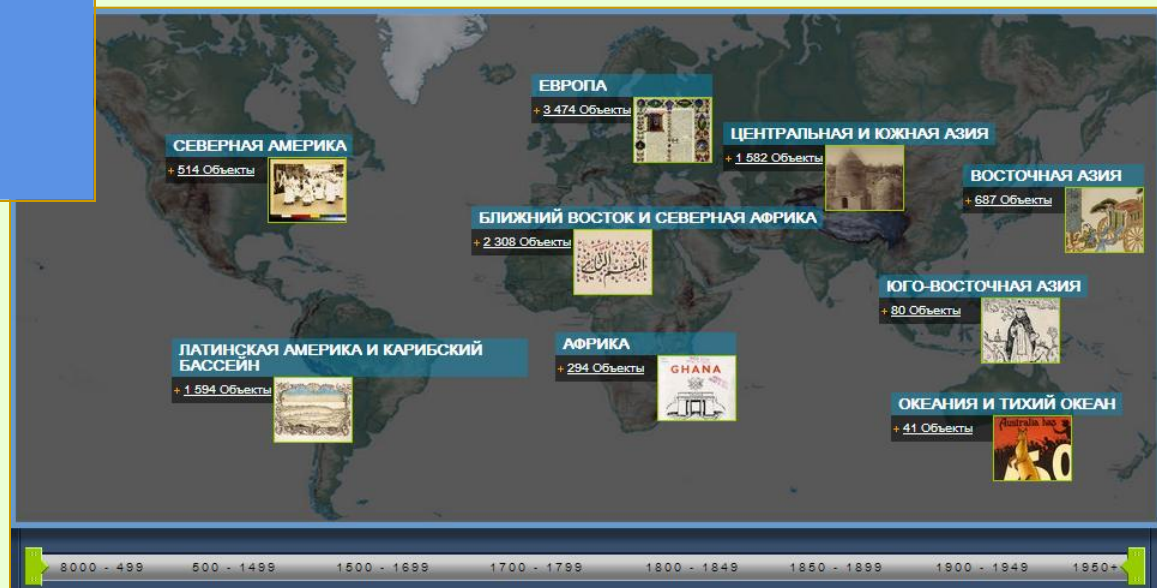 ЕВРОПА
+ 3 474 Объекты
ЦЕНТРАЛЬНАЯ И ЮЖНАЯ АЗИЯ
+ 1 582 Объекты
СЕВЕРНАЯ АМЕРИКА
+ 514 Объекты
ВОСТОЧНАЯ АЗИЯ
+ 687 Объекты
БЛИЖНИЙ ВОСТОК И СЕВЕРНАЯ АФРИКА
+ 2 308 Объекты
ЮГО-ВОСТОЧНАЯ АЗИЯ
+ 80 Объекты
ЛАТИНСКАЯ АМЕРИКА И КАРИБСКИЙ
БАССЕЙН
+ 1 594 Объекты
АФРИКА
+ 294 Объекты
GHANA
ОКЕАНИЯ И ТИХИЙ ОКЕАН
+ 41 Объекты
Australia has
8000 - 499 500 - 1499 1500 - 1699 1700 - 1799 1800 - 1849 1850 - 1899 1900 - 1949 1950+